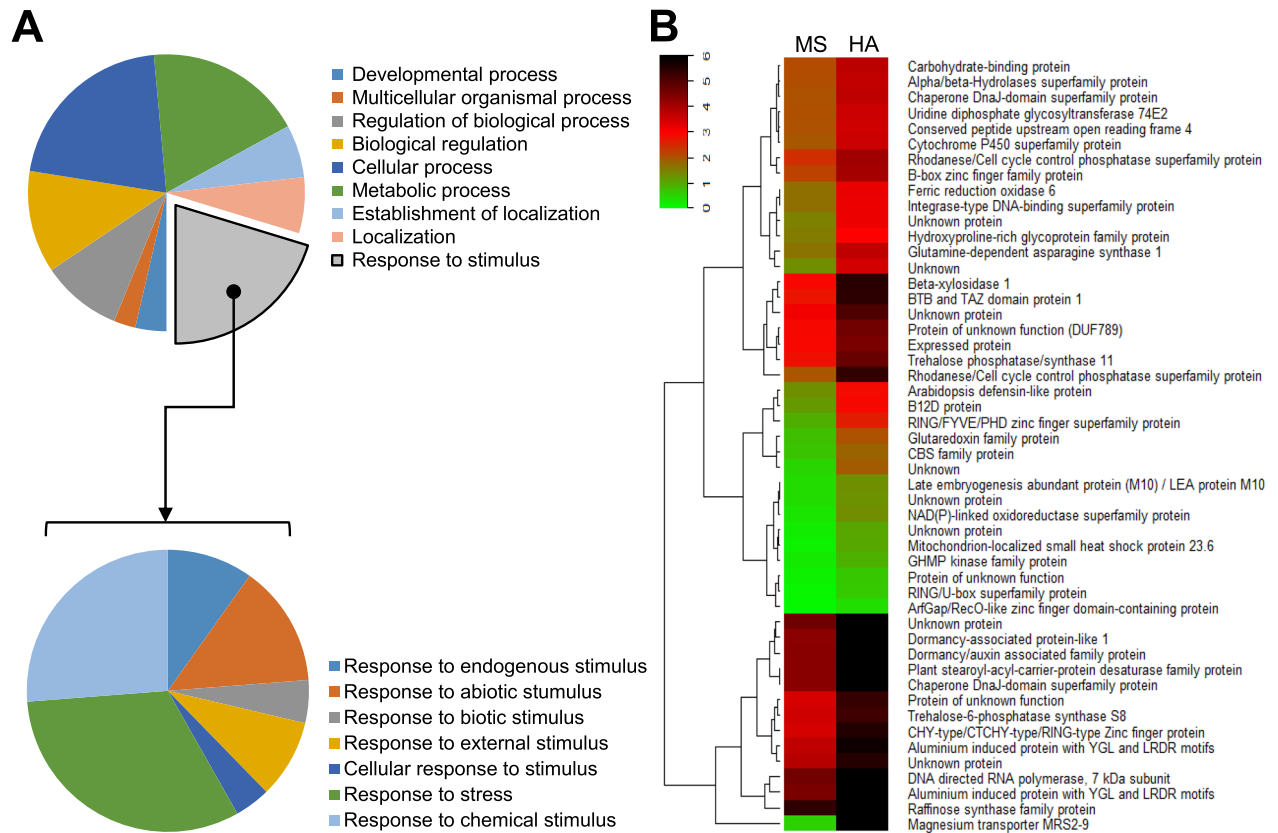 A
Developmental process
Multicellular organismal process
Regulation of biological process
Biological regulation
Cellular process
Metabolic process
Establishment of localization
Localization
Response to stimulus
Response to endogenous stimulus
Response to abiotic stumulus
Response to biotic stimulus
Response to external stimulus
Cellular response to stimulus
Response to stress
Response to chemical stimulus
B
MS HA
6
5
4
3
2
1
0
Carbohydrate-binding protein
Alpha/beta-Hydrolases superfamily protein
Chaperone DnaJ-domain superfamily protein
Uridine diphosphate glycosyltransferase 74E2
Conserved peptide upstream open reading frame 4
Cytochrome P450 superfamily protein
Rhodanese/Cell cycle control phosphatase superfamily protein
B-box zinc finger family protein
Ferric reduction oxidase 6
Integrase-type DNA-binding superfamily protein
Unknown protein
Hydroxyproline-rich glycoprotein family protein
Glutamine-dependent asparagine synthase 1
Unknown
Beta-xylosidase 1
BTB and TAZ domain protein 1
Unknown protein
Protein of unknown function (DUF789)
Expressed protein
Trehalose phosphatase/synthase 11
Rhodanese/Cell cycle control phosphatase superfamily protein
Arabidopsis defensin-like protein
B12D protein
RING/FYVE/PHD zinc finger superfamily protein
Glutaredoxin family protein
CBS family protein
Unknown
Late embryogenesis abundant protein (M10) / LEA protein M10
Unknown protein
NAD(P)-linked oxidoreductase superfamily protein
Unknown protein
Mitochondrion-localized small heat shock protein 23.6
GHMP kinase family protein
Protein of unknown function
RING/U-box superfamily protein
ArfGap/RecO-like zinc finger domain-containing protein
Unknown protein
Dormancy-associated protein-like 1
Dormancy/auxin associated family protein
Plant stearoyl-acyl-carrier-protein desaturase family protein
Chaperone DnaJ-domain superfamily protein
Protein of unknown function
Trehalose-6-phosphatase synthase S8
CHY-type/CTCHY-type/RING-type Zinc finger protein
Aluminium induced protein with YGL and LRDR motifs
Unknown protein
DNA directed RNA polymerase, 7 kDa subunit
Aluminium induced protein with YGL and LRDR motifs
Raffinose synthase family protein
Magnesium transporter MRS2-9